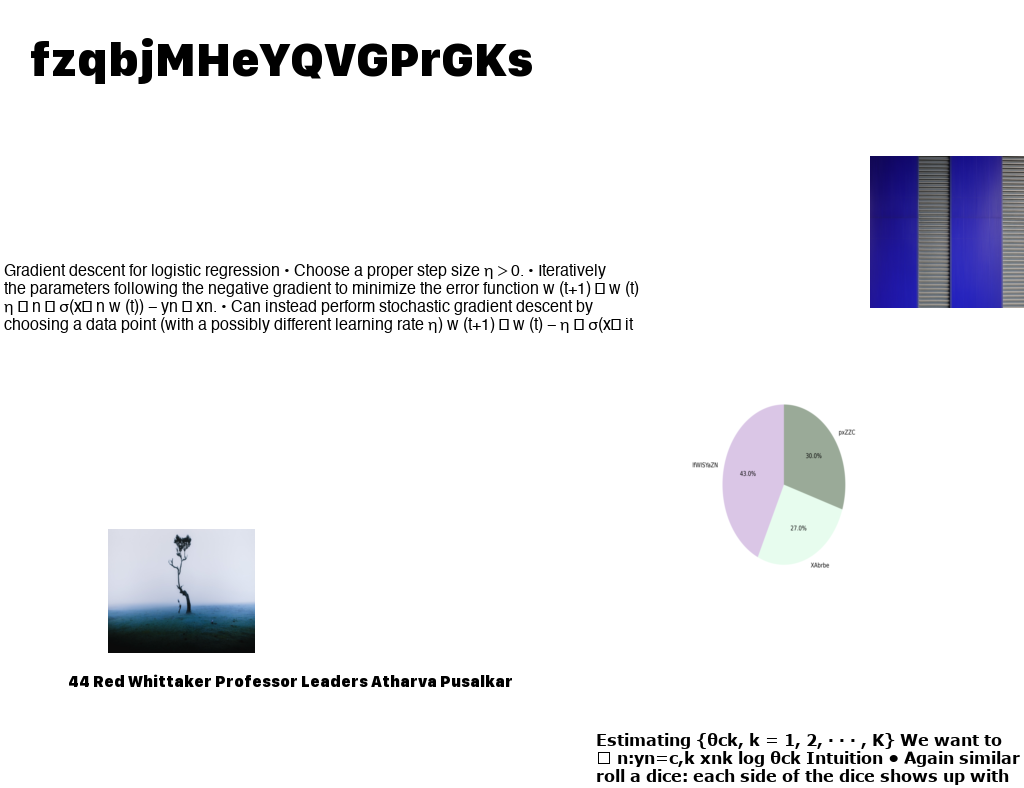 fzqbjMHeYQVGPrGKs
Gradient descent for logistic regression • Choose a proper step size η > 0. • Iteratively
the parameters following the negative gradient to minimize the error function w (t+1) □ w (t)
η □ n □ σ(x□ n w (t)) – yn □ xn. • Can instead perform stochastic gradient descent by
choosing a data point (with a possibly different learning rate η) w (t+1) □ w (t) – η □ σ(x□ it
pxZZC
30.0%
43.0%
27.0%
XAbrbe
44 Red Whittaker Professor Leaders Atharva Pusalkar
Estimating {θck, k = 1, 2, · · · , K} We want to
□ n:yn=c,k xnk log θck Intuition ● Again similar
roll a dice: each side of the dice shows up with